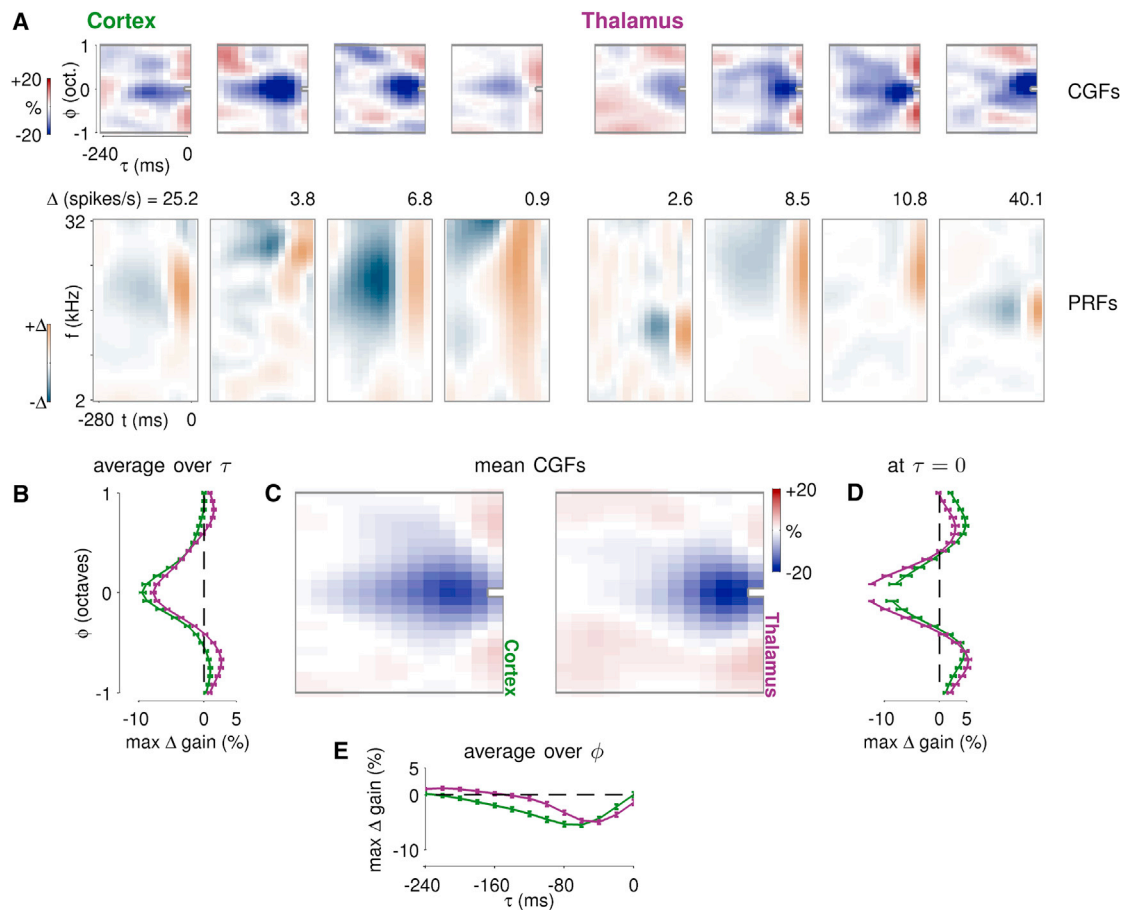 A
Cortex
Thalamus
+20
%
-20
ϕ (oct.)
1
0
-1
-240
0
τ (ms)
CGFs
Δ (spikes/s) = 25.2
3.8
6.8
0.9
2.6
8.5
10.8
40.1
+Δ
-Δ
f (kHz)
32
2
-280 t (ms) 0
PRFs
average over τ
B
ϕ (octaves)
1
0
-1
-10 0 5
max Δ gain (%)
mean CGFs
C
Cortex
Thalamus
+20
%
-20
at τ = 0
D
-10 0 5
max Δ gain (%)
E
average over ϕ
max Δ gain (%)
5
0
-10
-240 -160 -80 0
τ (ms)